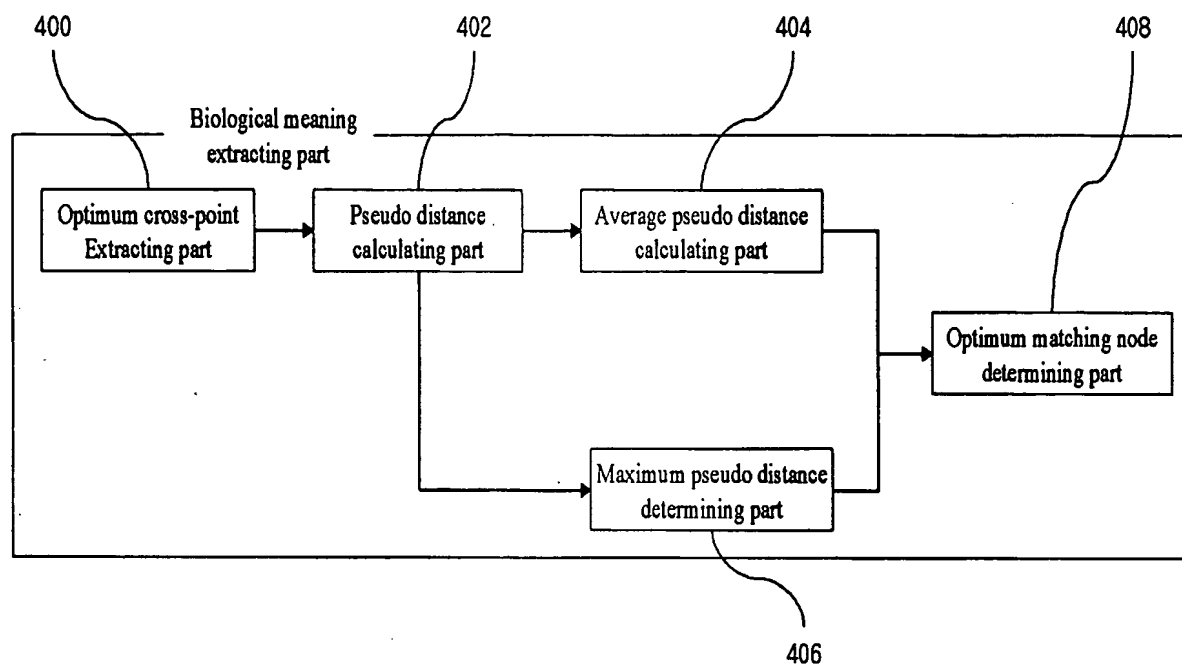 400
402
404
408
Biological meaning
extracting part
Optimum cross-point
Extracting part
Pseudo distance
calculating part
Average pseudo distance
calculating part
Optimum matching node
determining part
Maximum pseudo distance
determining part
406